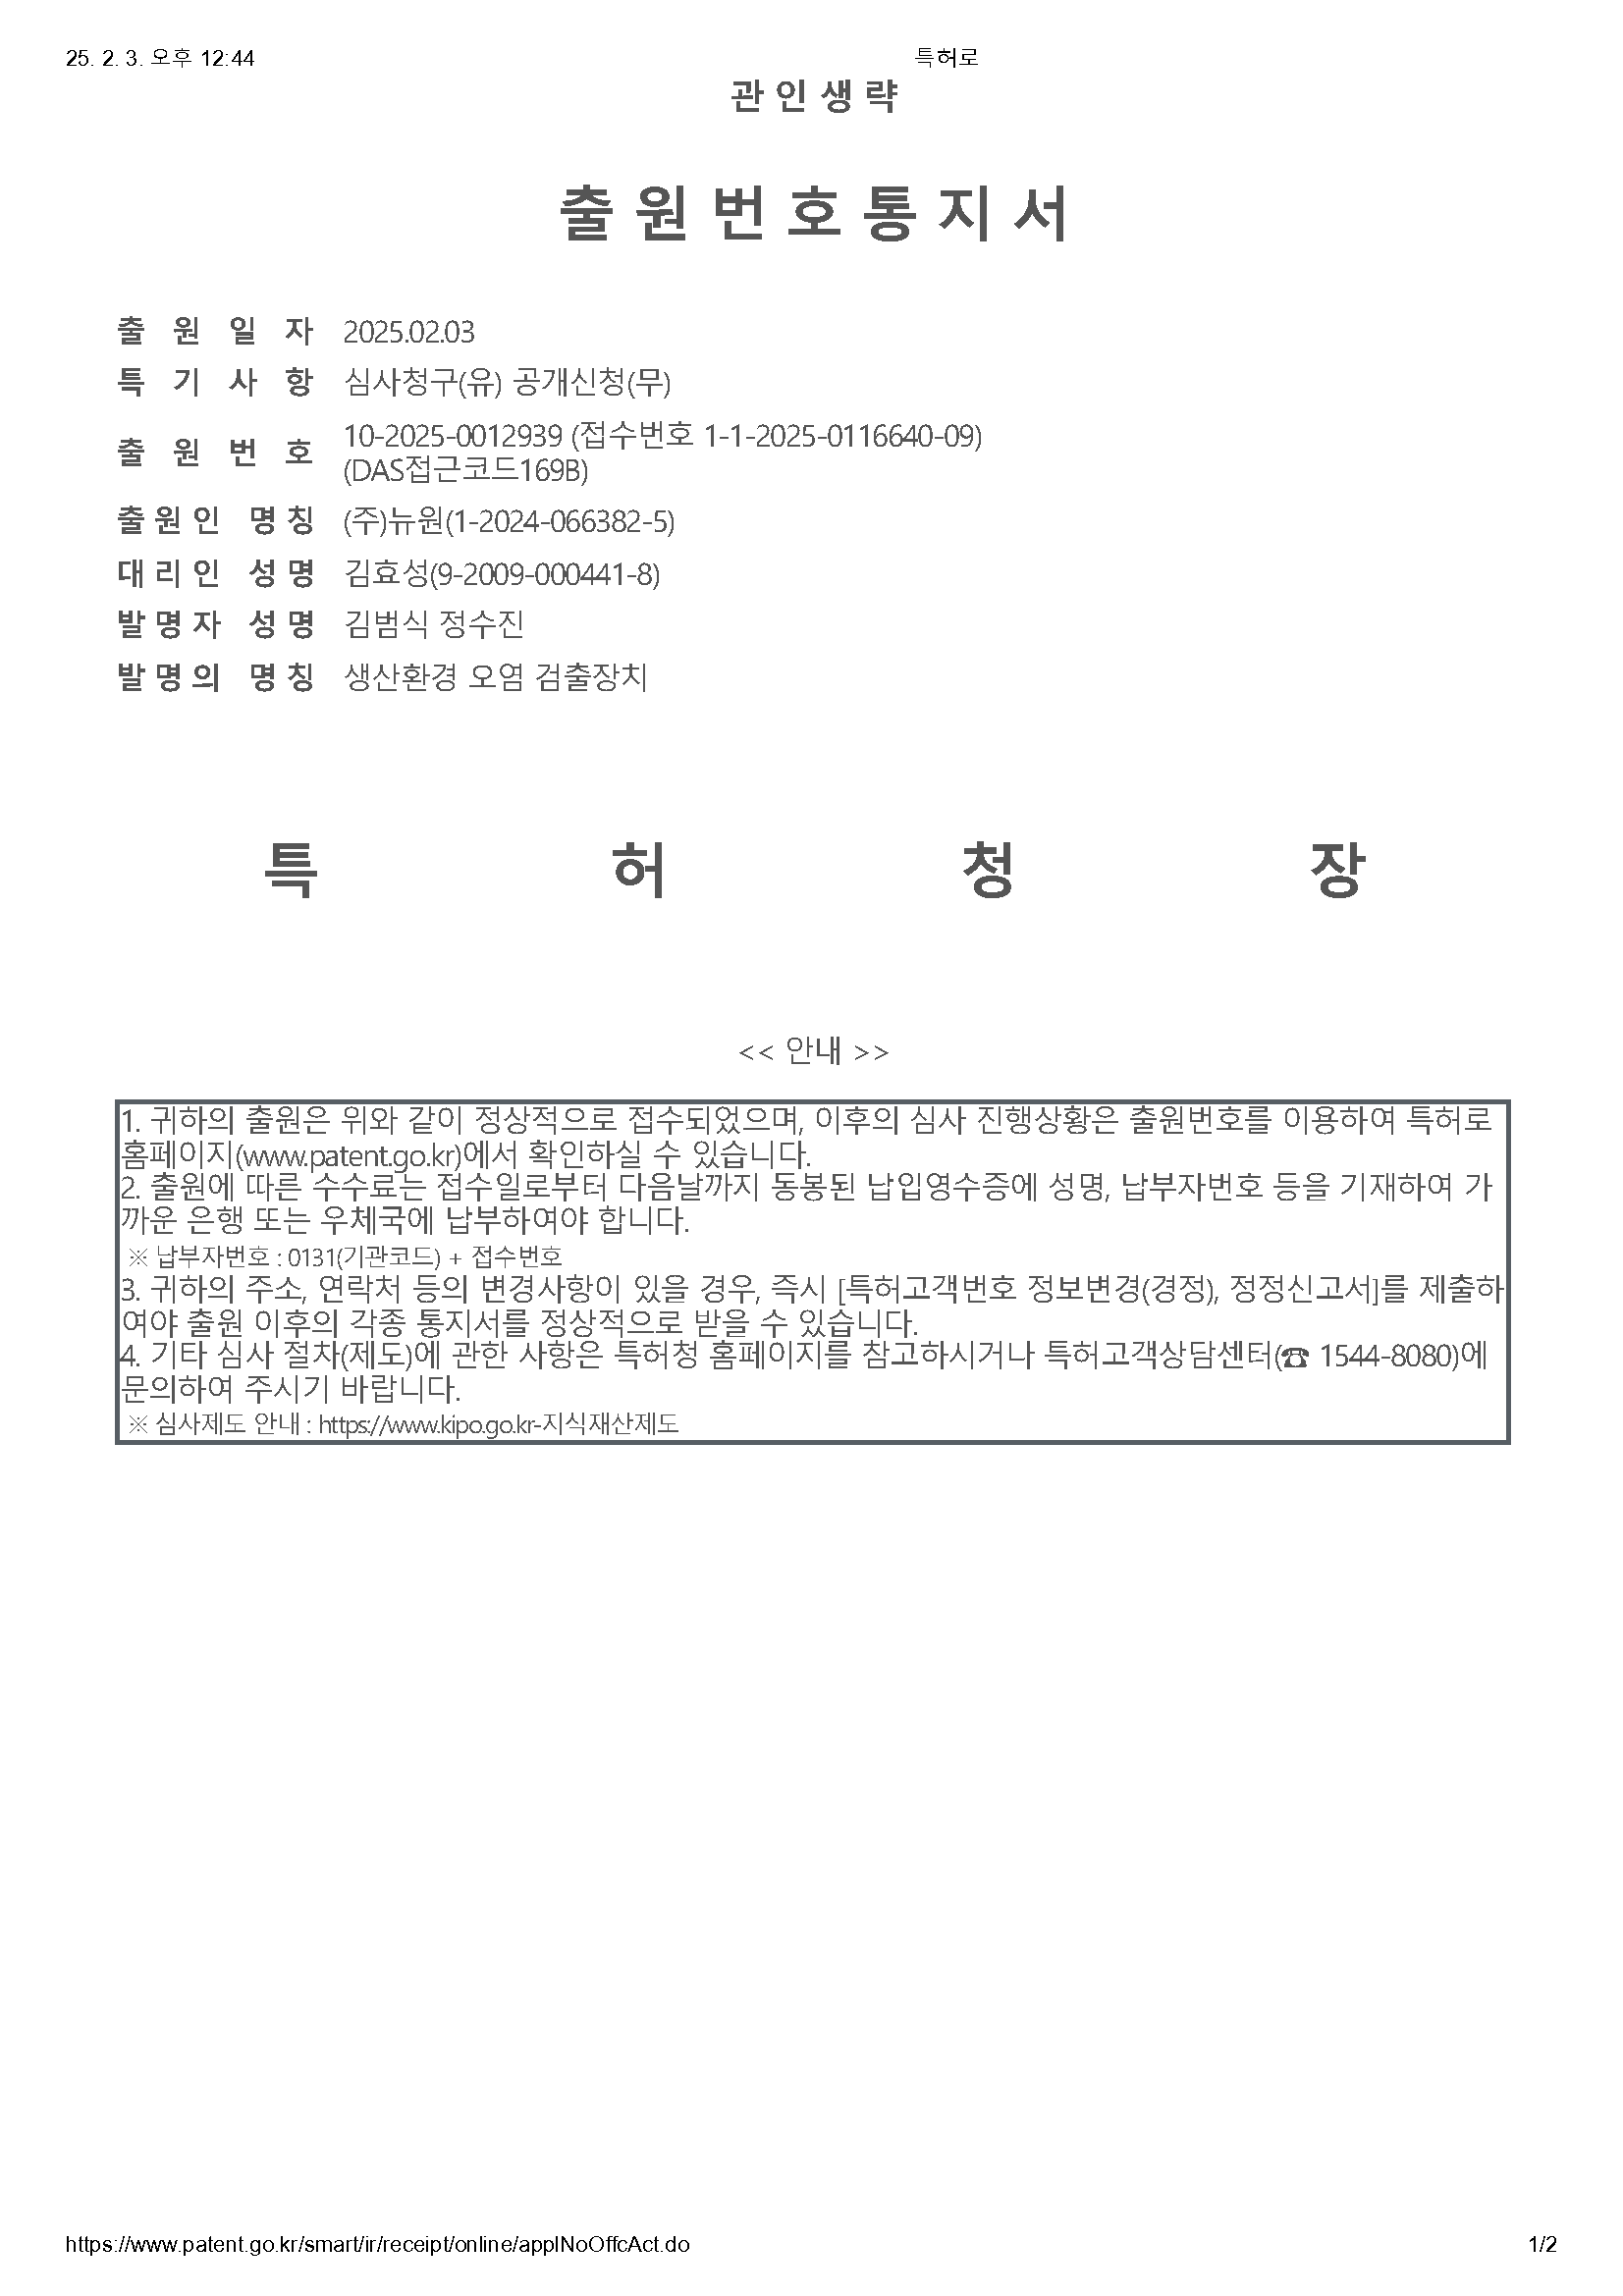 25. 2. 3. 오후 12:44 특허로
관 인 생 략
출 원 번 호 통 지 서
출 원 일 자 2025.02.03
특 기 사 항 심사청구(유) 공개신청(무)
출 원 번 호 10-2025-0012939 (접수번호 1-1-2025-0116640-09)
(DAS접근코드169B)
출 원 인 명 칭 (주)뉴원(1-2024-066382-5)
대 리 인 성 명 김효성(9-2009-000441-8)
발 명 자 성 명 김범식 정수진
발 명 의 명 칭 생산환경 오염 검출장치
특 허 청 장
<< 안내 >>
1. 귀하의 출원은 위와 같이 정상적으로 접수되었으며, 이후의 심사 진행상황은 출원번호를 이용하여 특허로
홈페이지(www.patent.go.kr)에서 확인하실 수 있습니다.
2. 출원에 따른 수수료는 접수일로부터 다음날까지 동봉된 납입영수증에 성명, 납부자번호 등을 기재하여 가
까운 은행 또는 우체국에 납부하여야 합니다.
※ 납부자번호 : 0131(기관코드) + 접수번호
3. 귀하의 주소, 연락처 등의 변경사항이 있을 경우, 즉시 [특허고객번호 정보변경(경정), 정정신고서]를 제출하
여야 출원 이후의 각종 통지서를 정상적으로 받을 수 있습니다.
4. 기타 심사 절차(제도)에 관한 사항은 특허청 홈페이지를 참고하시거나 특허고객상담센터(☎ 1544-8080)에
문의하여 주시기 바랍니다.
※ 심사제도 안내 : https://www.kipo.go.kr-지식재산제도
https://www.patent.go.kr/smart/ir/receipt/online/applNoOffcAct.do 1/2